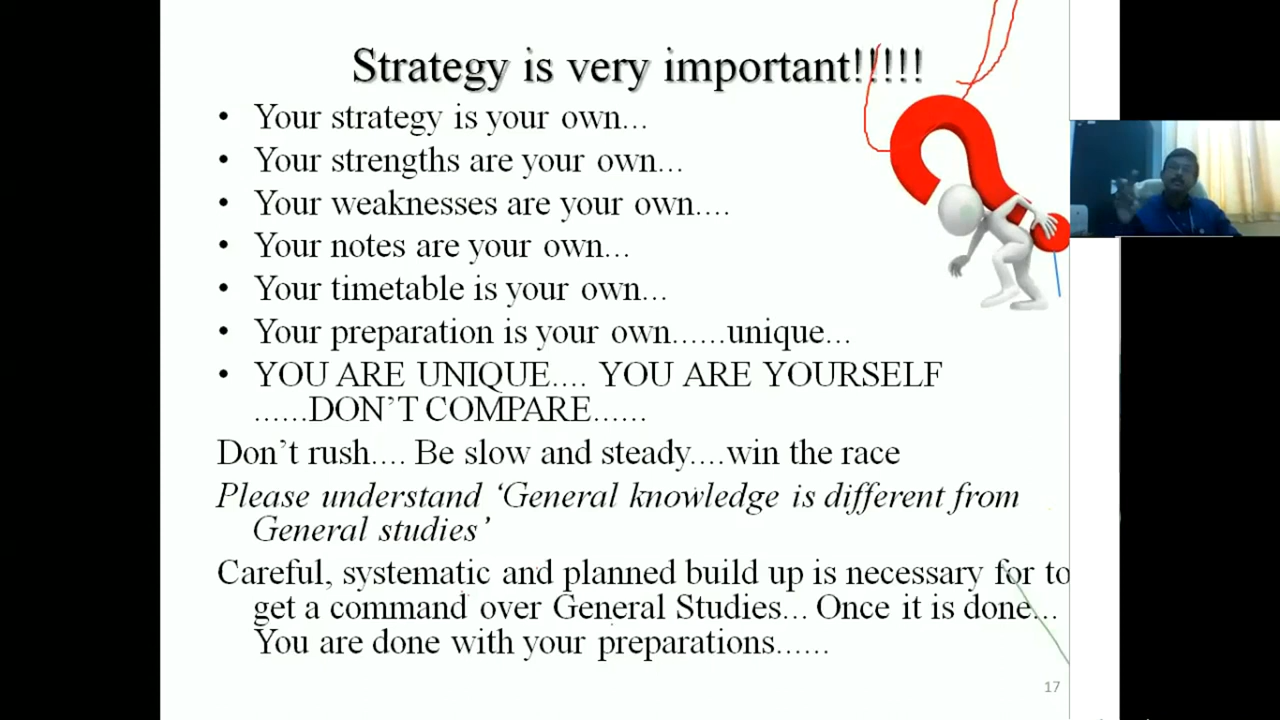 Strategy is very important!!!!!
• Your strategy is your own…
• Your strengths are your own…
• Your weaknesses are your own….
• Your notes are your own…
• Your timetable is your own…
• Your preparation is your own……unique…
• YOU ARE UNIQUE…. YOU ARE YOURSELF
……DON’T COMPARE……
Don’t rush…. Be slow and steady….win the race
Please understand ‘General knowledge is different from
General studies’
Careful, systematic and planned build up is necessary for to
get a command over General Studies… Once it is done…
You are done with your preparations……
17